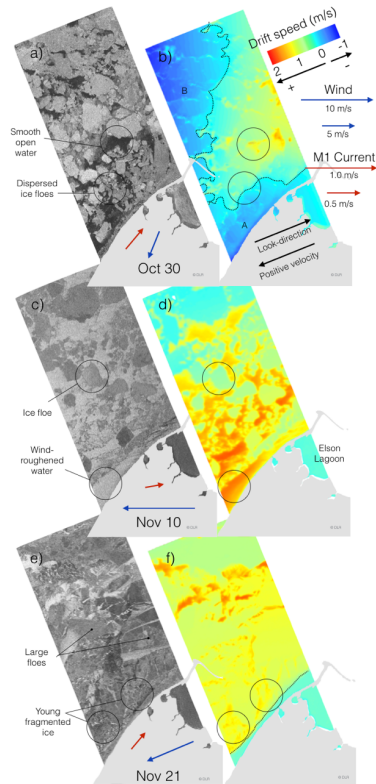 a)
b)
Drift speed (m/s)
2 1 0 -1
+ -
B
Wind
10 m/s
5 m/s
M1 Current
1.0 m/s
0.5 m/s
Smooth
open
water
Dispersed
ice floes
A
Look-direction
Positive velocity
Oct 30
c)
d)
Ice floe
Wind-
roughened
water
Elson
Lagoon
Nov 10
e)
f)
Large
floes
Young
fragmented
ice
Nov 21